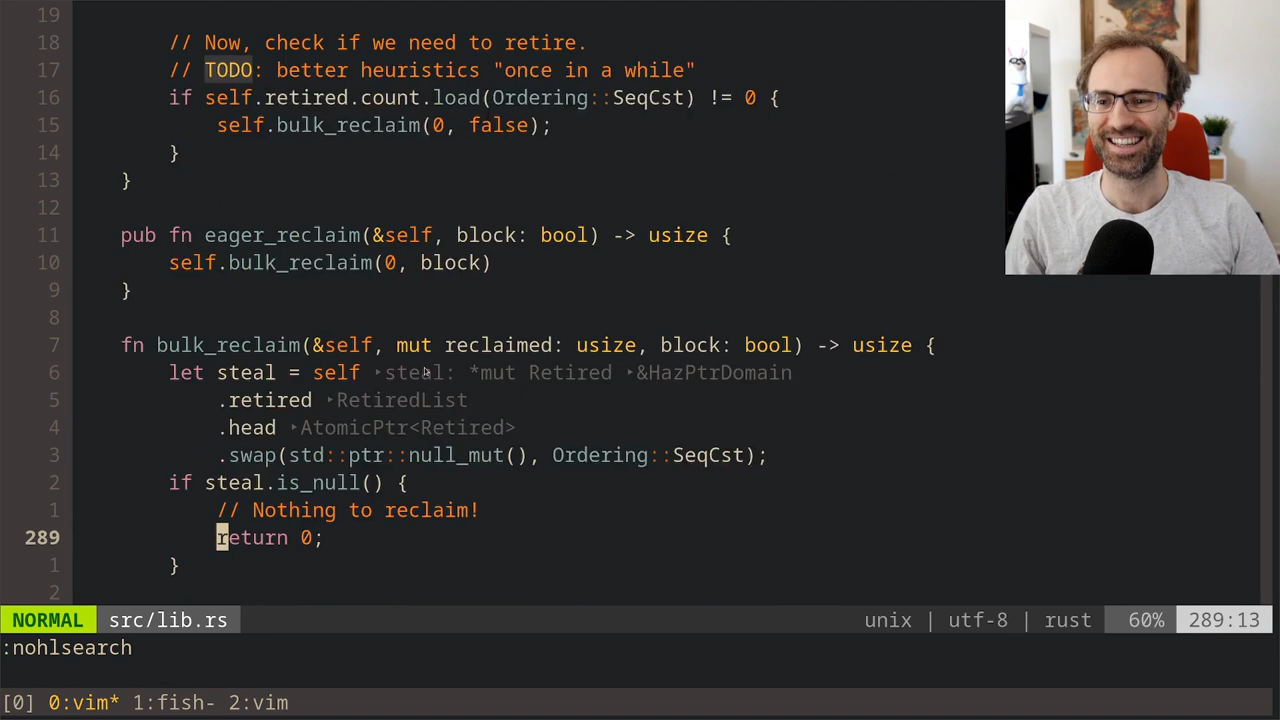 19
18 // Now, check if we need to retire.
17 // TODO: better heuristics "once in a while"
16 if self.retired.count.load(Ordering::SeqCst) != 0 {
15 self.bulk_reclaim(0, false);
14 }
13 }
12
11 pub fn eager_reclaim(&self, block: bool) -> usize {
10 self.bulk_reclaim(0, block)
9 }
8
7 fn bulk_reclaim(&self, mut reclaimed: usize, block: bool) -> usize {
6 let steal = self ‣steal: *mut Retired ‣&HazPtrDomain
5 .retired ‣RetiredList
4 .head ‣AtomicPtr<Retired>
3 .swap(std::ptr::null_mut(), Ordering::SeqCst);
2 if steal.is_null() {
1 // Nothing to reclaim!
289 return 0;
1 }
2
NORMAL src/lib.rs unix | utf-8 | rust 60% 289:13
:nohlsearch
[0] 0:vim* 1:fish- 2:vim